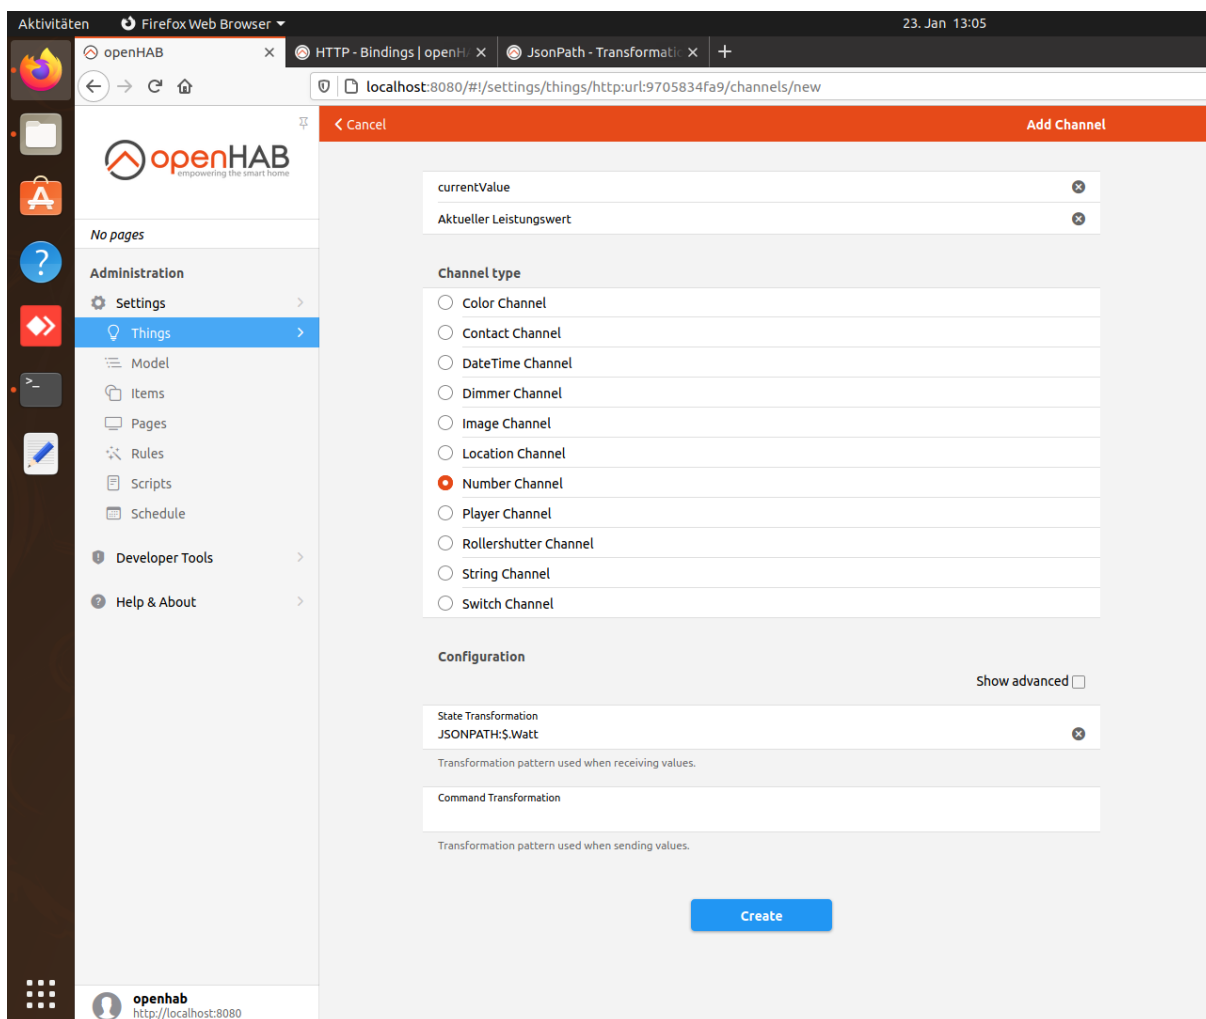 Aktivitäten Firefox Web Browser 23. Jan 13:05
openHAB HTTP - Bindings | openH JsonPath - Transformatio
localhost:8080/#!/settings/things/http:url:9705834fa9/channels/new
Cancel Add Channel
openHAB
empowering the smart home
currentValue
Aktueller Leistungswert
No pages
Administration
Settings
Things
Model
Items
Pages
Rules
Scripts
Schedule
Developer Tools
Help & About
Channel type
Color Channel
Contact Channel
DateTime Channel
Dimmer Channel
Image Channel
Location Channel
Number Channel
Player Channel
Rollershutter Channel
String Channel
Switch Channel
Configuration
Show advanced
State Transformation
JSONPATH:$.Watt
Transformation pattern used when receiving values.
Command Transformation
Transformation pattern used when sending values.
Create
openhab
http://localhost:8080